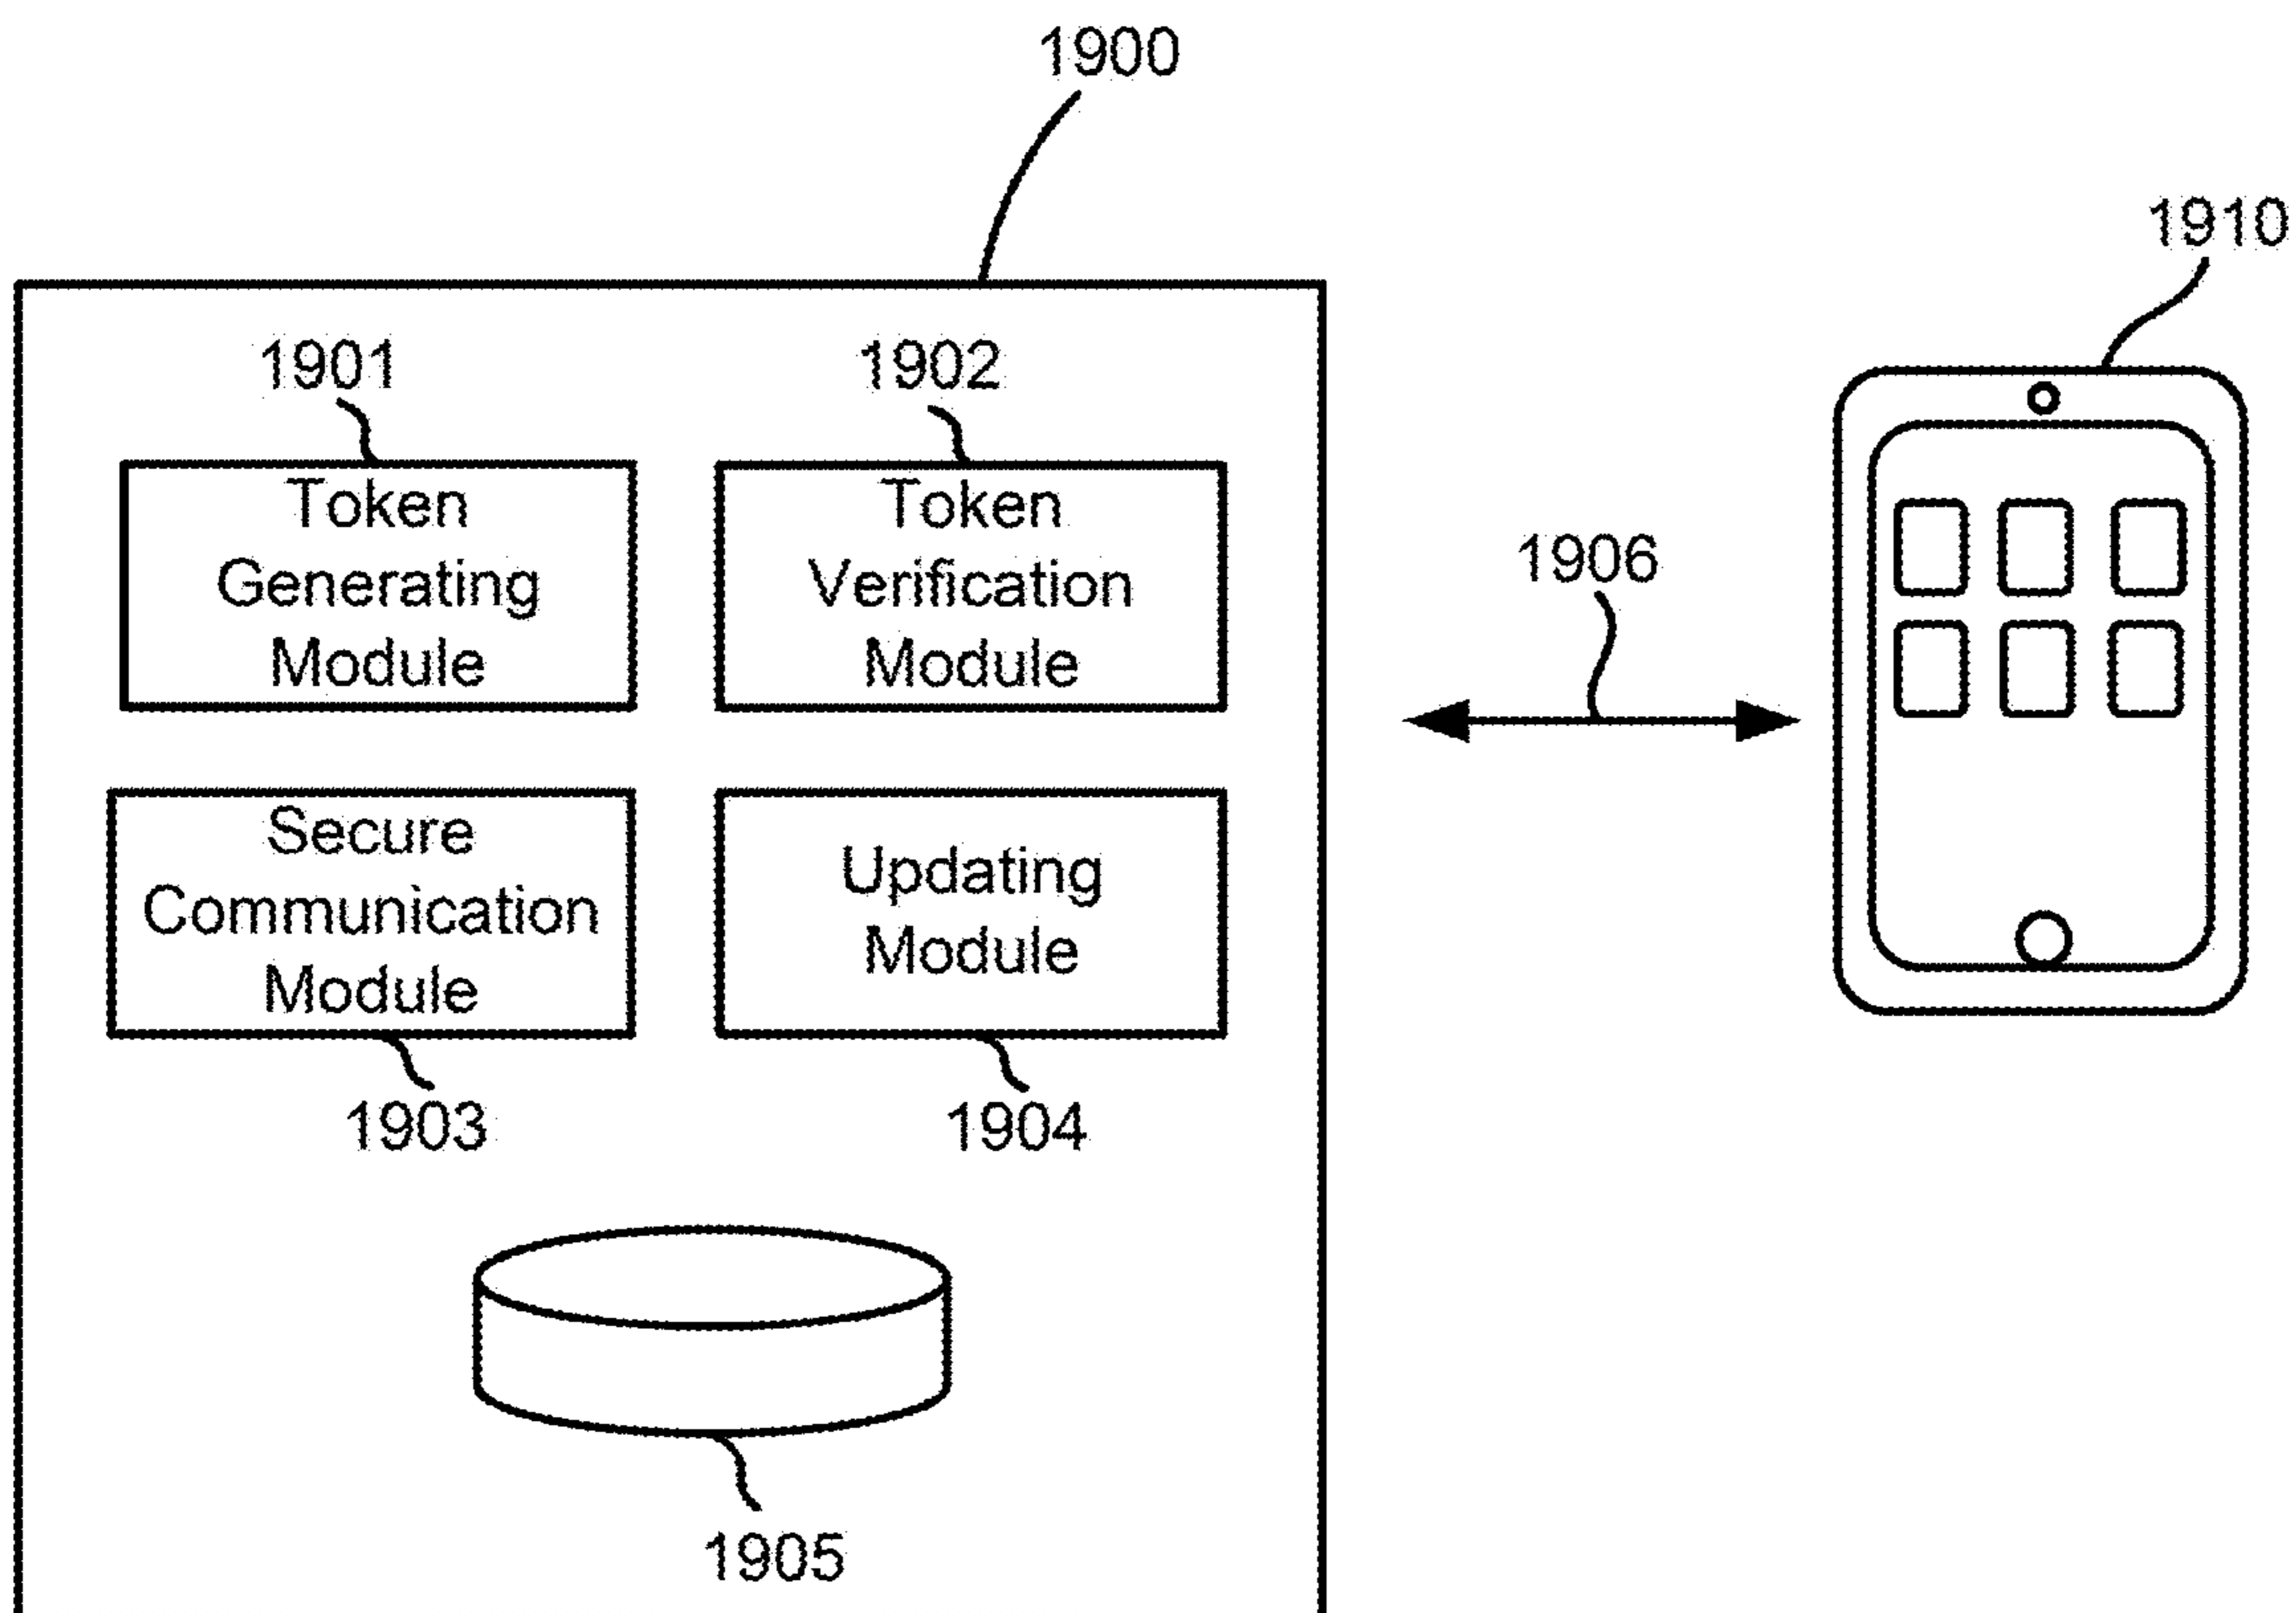 1900
1910
1901
1902
Token
Generating
Module
Token
Verification
Module
1906
Secure
Communication
Module
Updating
Module
1903
1904
1905